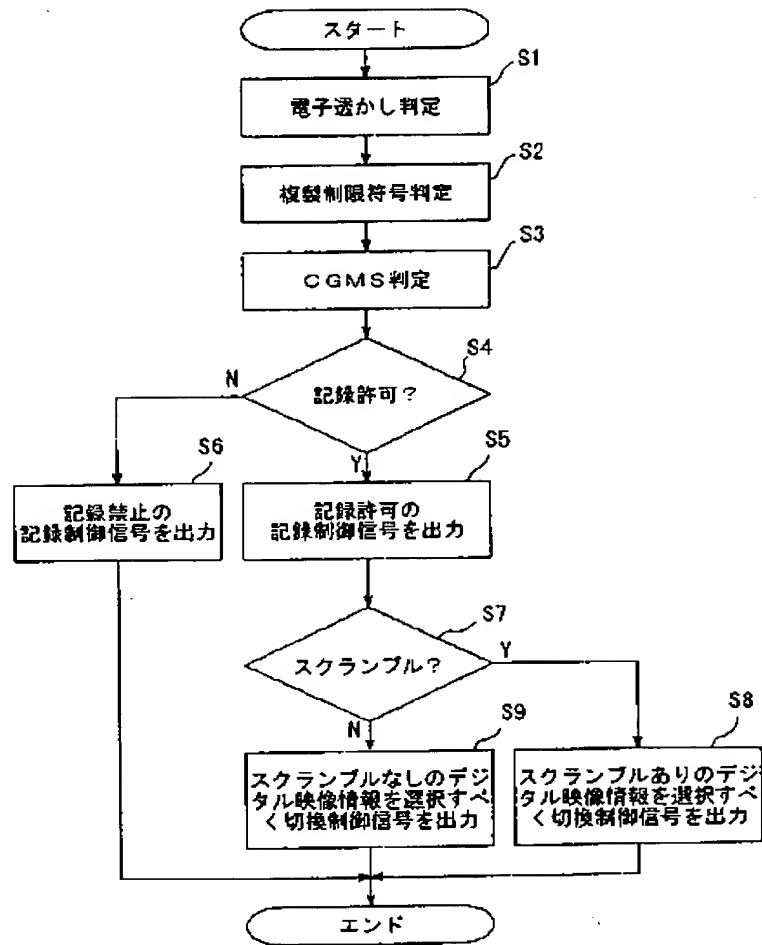 スタート
S1
電子透かし判定
S2
複製制限符号判定
S3
CGMS判定
S4
記録許可?
N
Y
S6
記録禁止の
記録制御信号を出力
S5
記録許可の
記録制御信号を出力
S7
スクランブル?
Y
N
S9
スクランブルなしのデジ
タル映像情報を選択すべ
く切換制御信号を出力
S8
スクランブルありのデジ
タル映像情報を選択すべ
く切換制御信号を出力
エンド